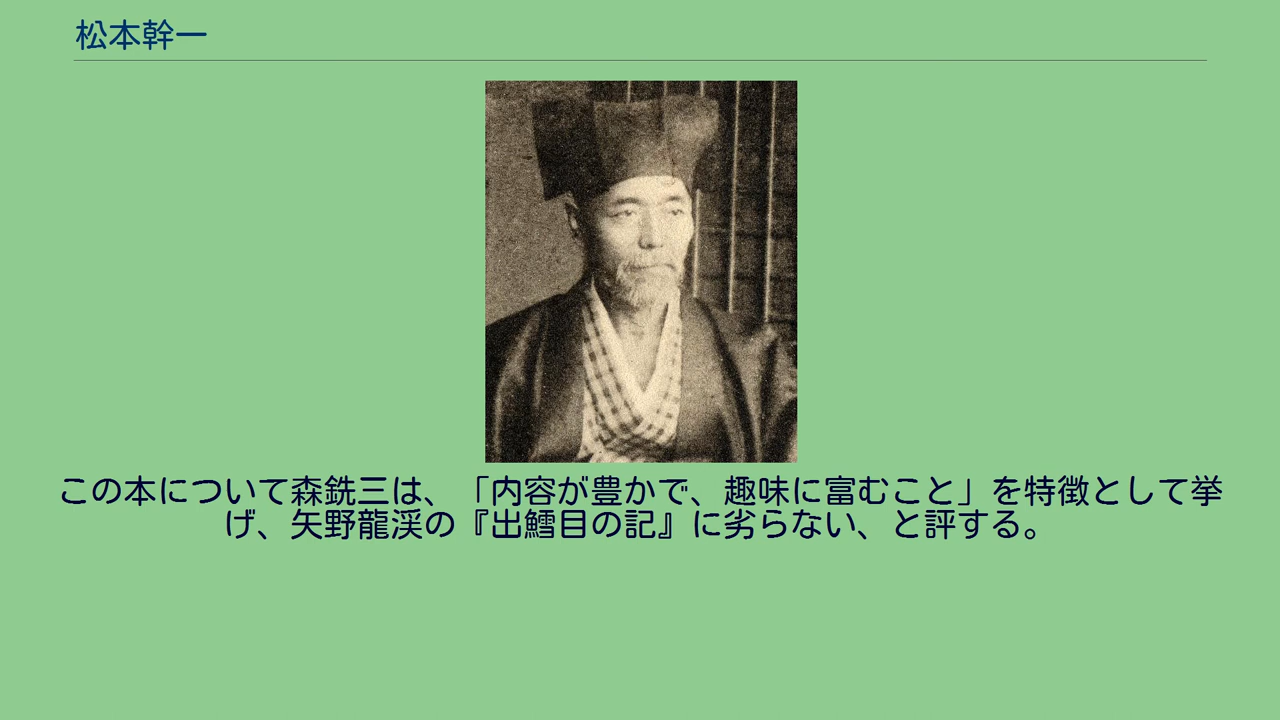 松本幹一
この本について森銑三は、「内容が豊かで、趣味に富むこと」を特徴として挙
げ、矢野龍渓の『出鱈目の記』に劣らない、と評する。